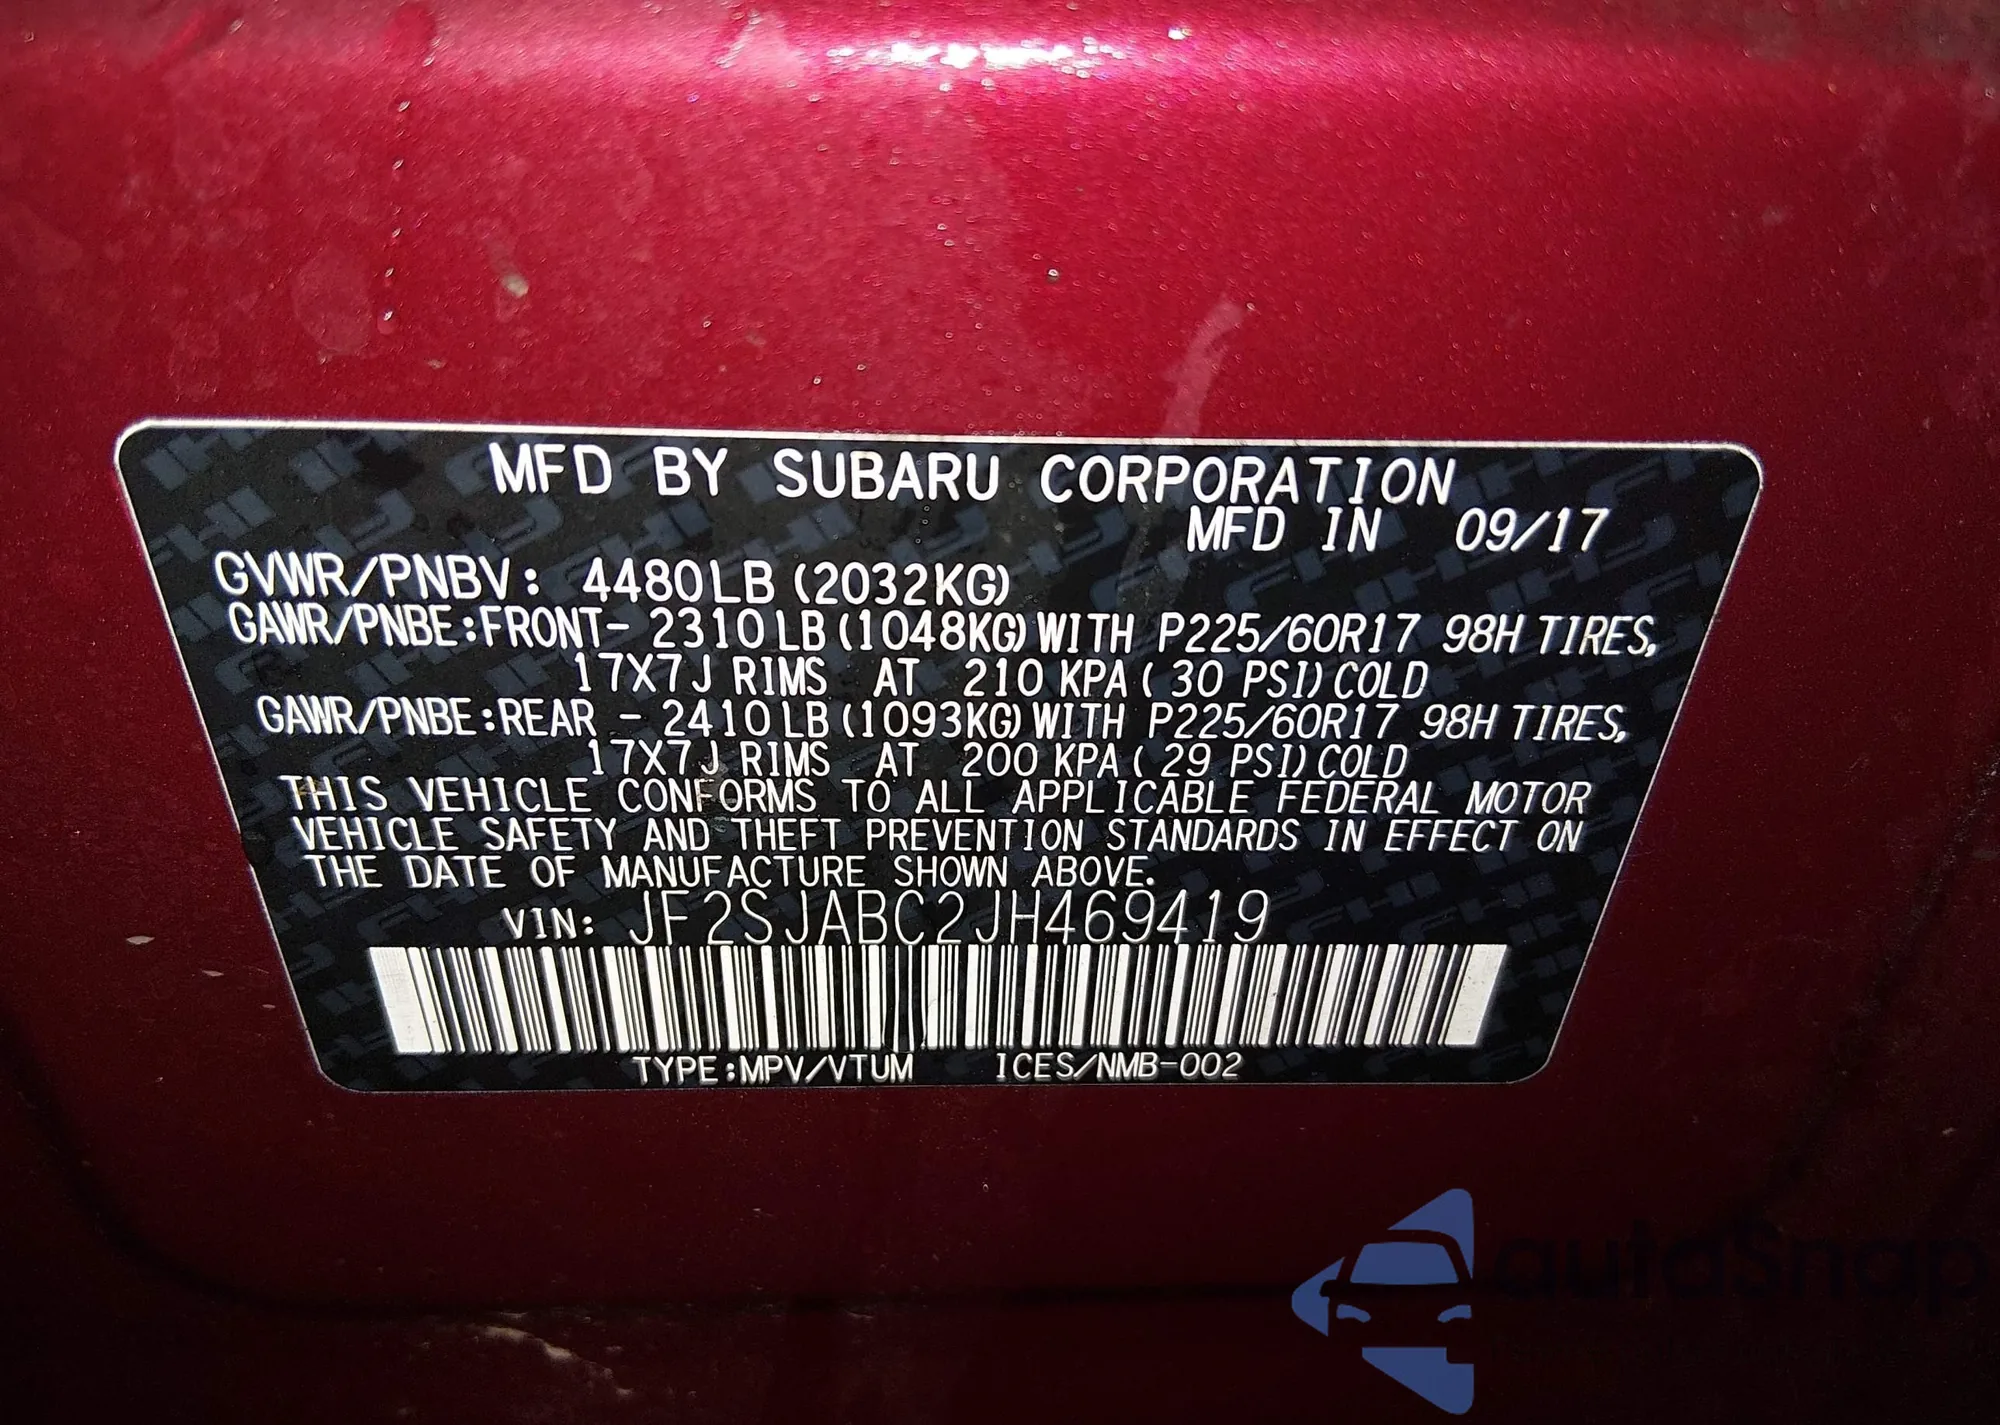 MFD BY SUBARU CORPORATION
MFD IN 09/17
GVWR/PNBV: 4480LB (2032KG)
GAWR/PNBE:FRONT- 2310LB(1048KG)WITH P225/60R17 98H TIRES,
17X7J RIMS AT 210 KPA( 30 PSI)COLD
GAWR/PNBE:REAR - 2410LB(1093KG)WITH P225/60R17 98H TIRES,
17X7J RIMS AT 200 KPA( 29 PSI)COLD
THIS VEHICLE CONFORMS TO ALL APPLICABLE FEDERAL MOTOR
VEHICLE SAFETY AND THEFT PREVENTION STANDARDS IN EFFECT ON
THE DATE OF MANUFACTURE SHOWN ABOVE.
VIN: JF2SJABC2JH469419
TYPE:MPV/VTUM ICES/NMB-002
autoSnap